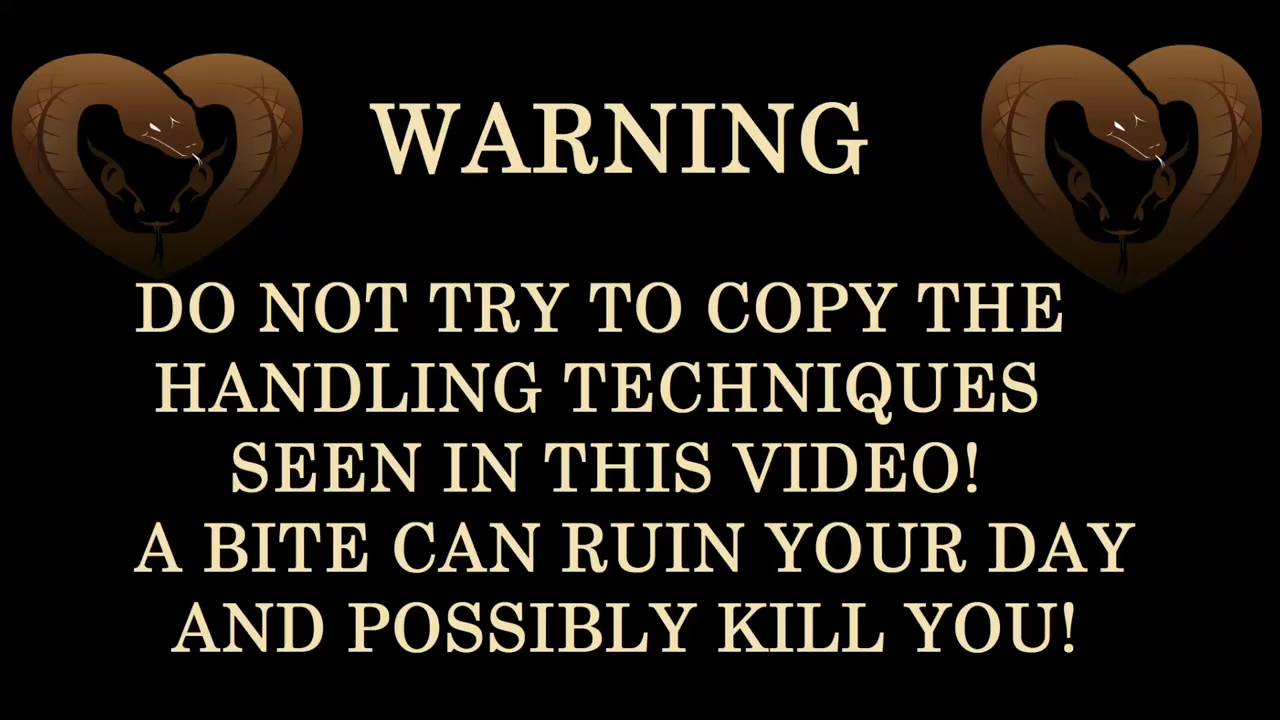 WARNING
DO NOT TRY TO COPY THE
HANDLING TECHNIQUES
SEEN IN THIS VIDEO!
A BITE CAN RUIN YOUR DAY
AND POSSIBLY KILL YOU!